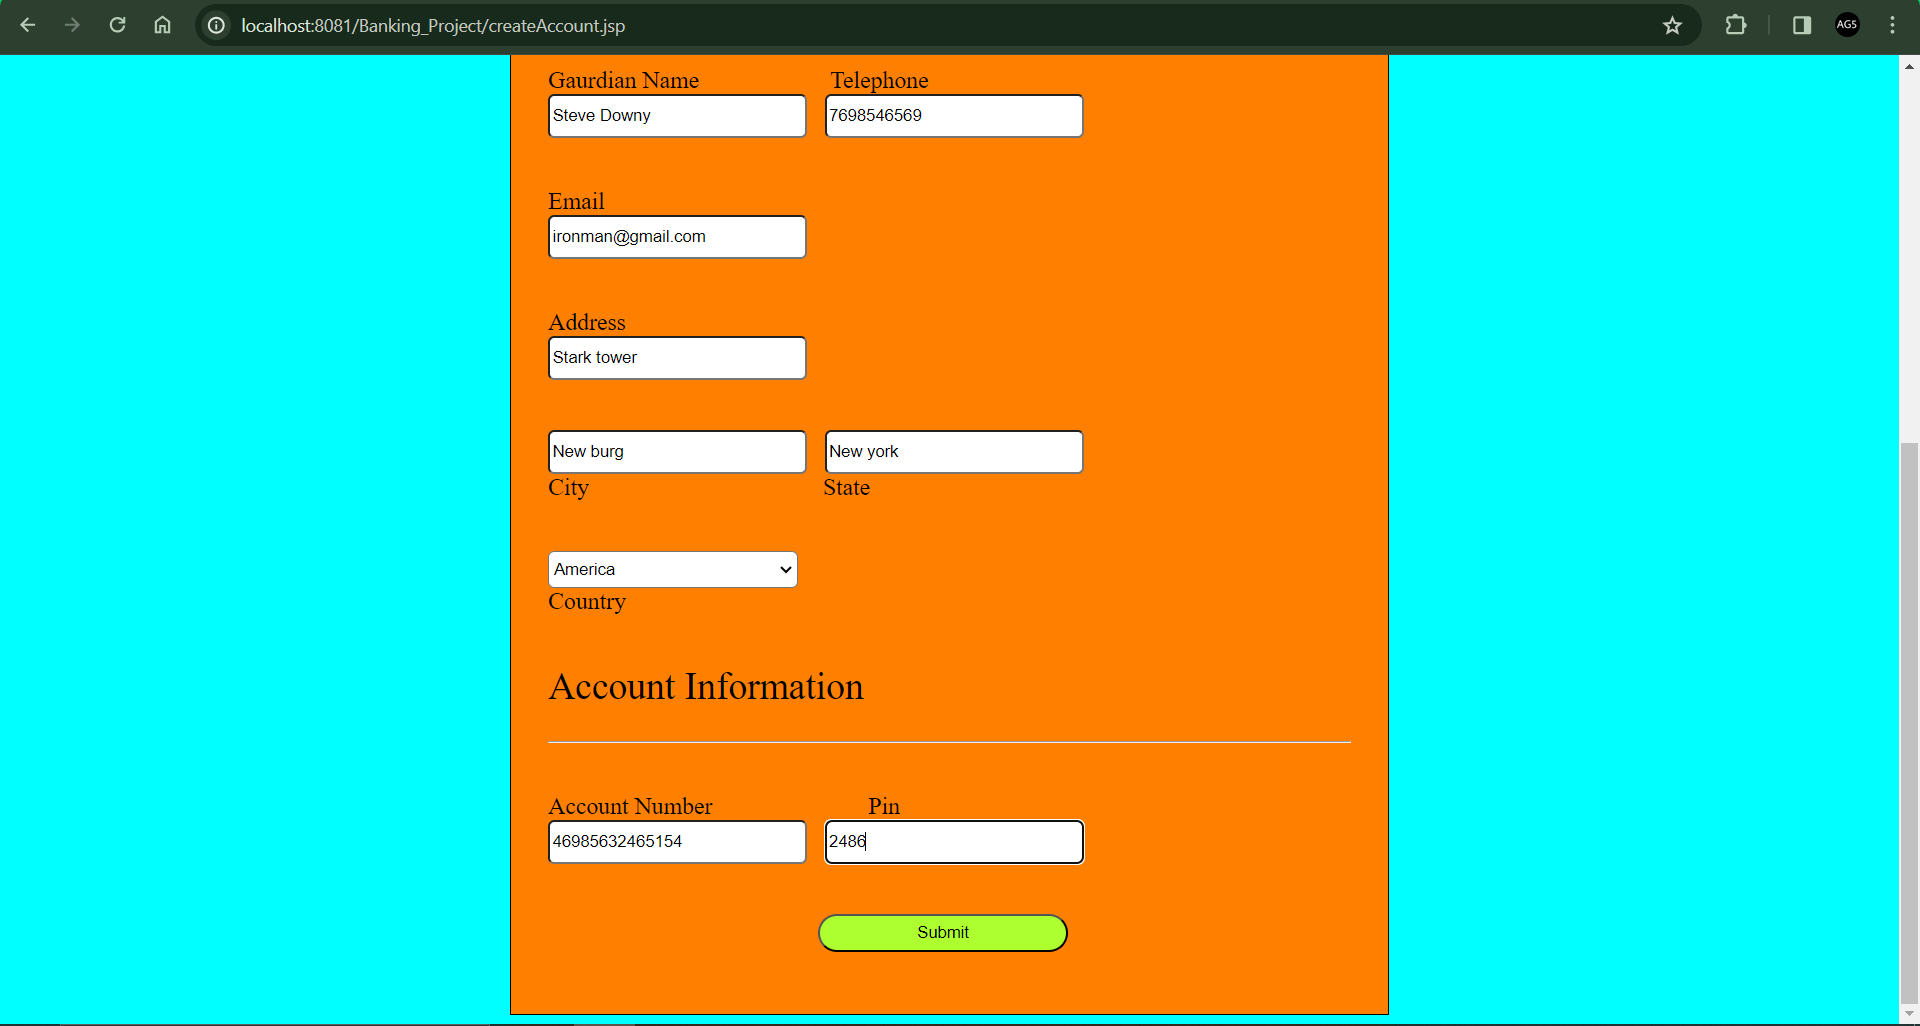 localhost:8081/Banking_Project/createAccount.jsp
AGS
Gaurdian Name Telephone
Steve Downy 7698546569
Email
ironman@gmail.com
Address
Stark tower
New burg New york
City State
America
Country
Account Information
Account Number Pin
46985632465154 2486
Submit